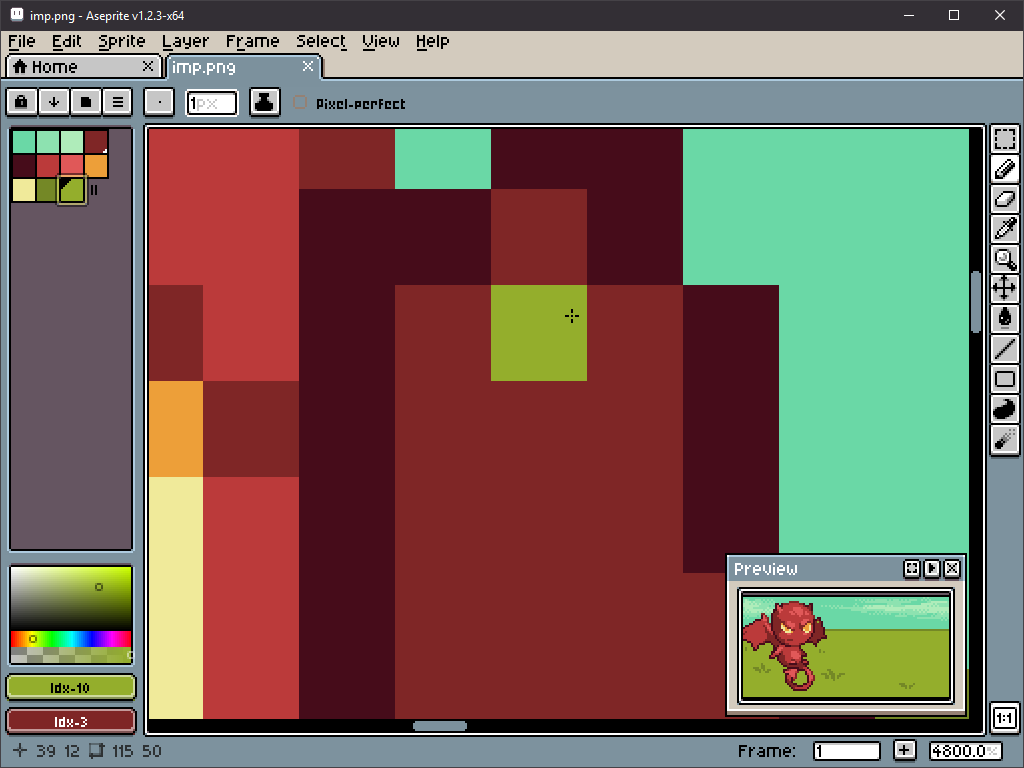 imp.png - Aseprite v1.2.3-x64
File Edit Sprite Layer Frame Select View Help
Home
imp.png
1px
Pixel-perfect
Preview
Idx-10
Idx-3
39 12 115 50
Frame: 1
4800.0%
1:1